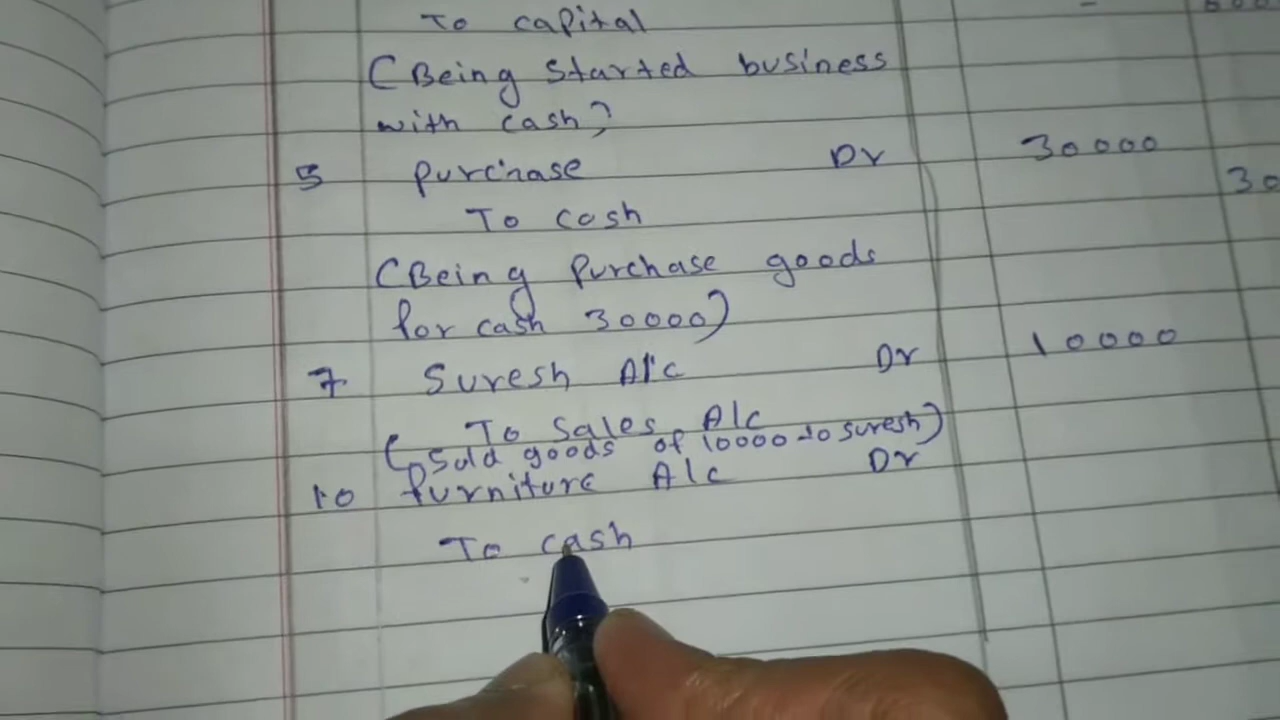 To capital
(Being started business
with cash)
5 purchase Dr 30000
To cash 30
(Being Purchase goods
for cash 30000)
7 Suresh A/c Dr 10000
To sales A/c
(sold goods of 10000 to suresh)
10 furniture A/c Dr
To cash